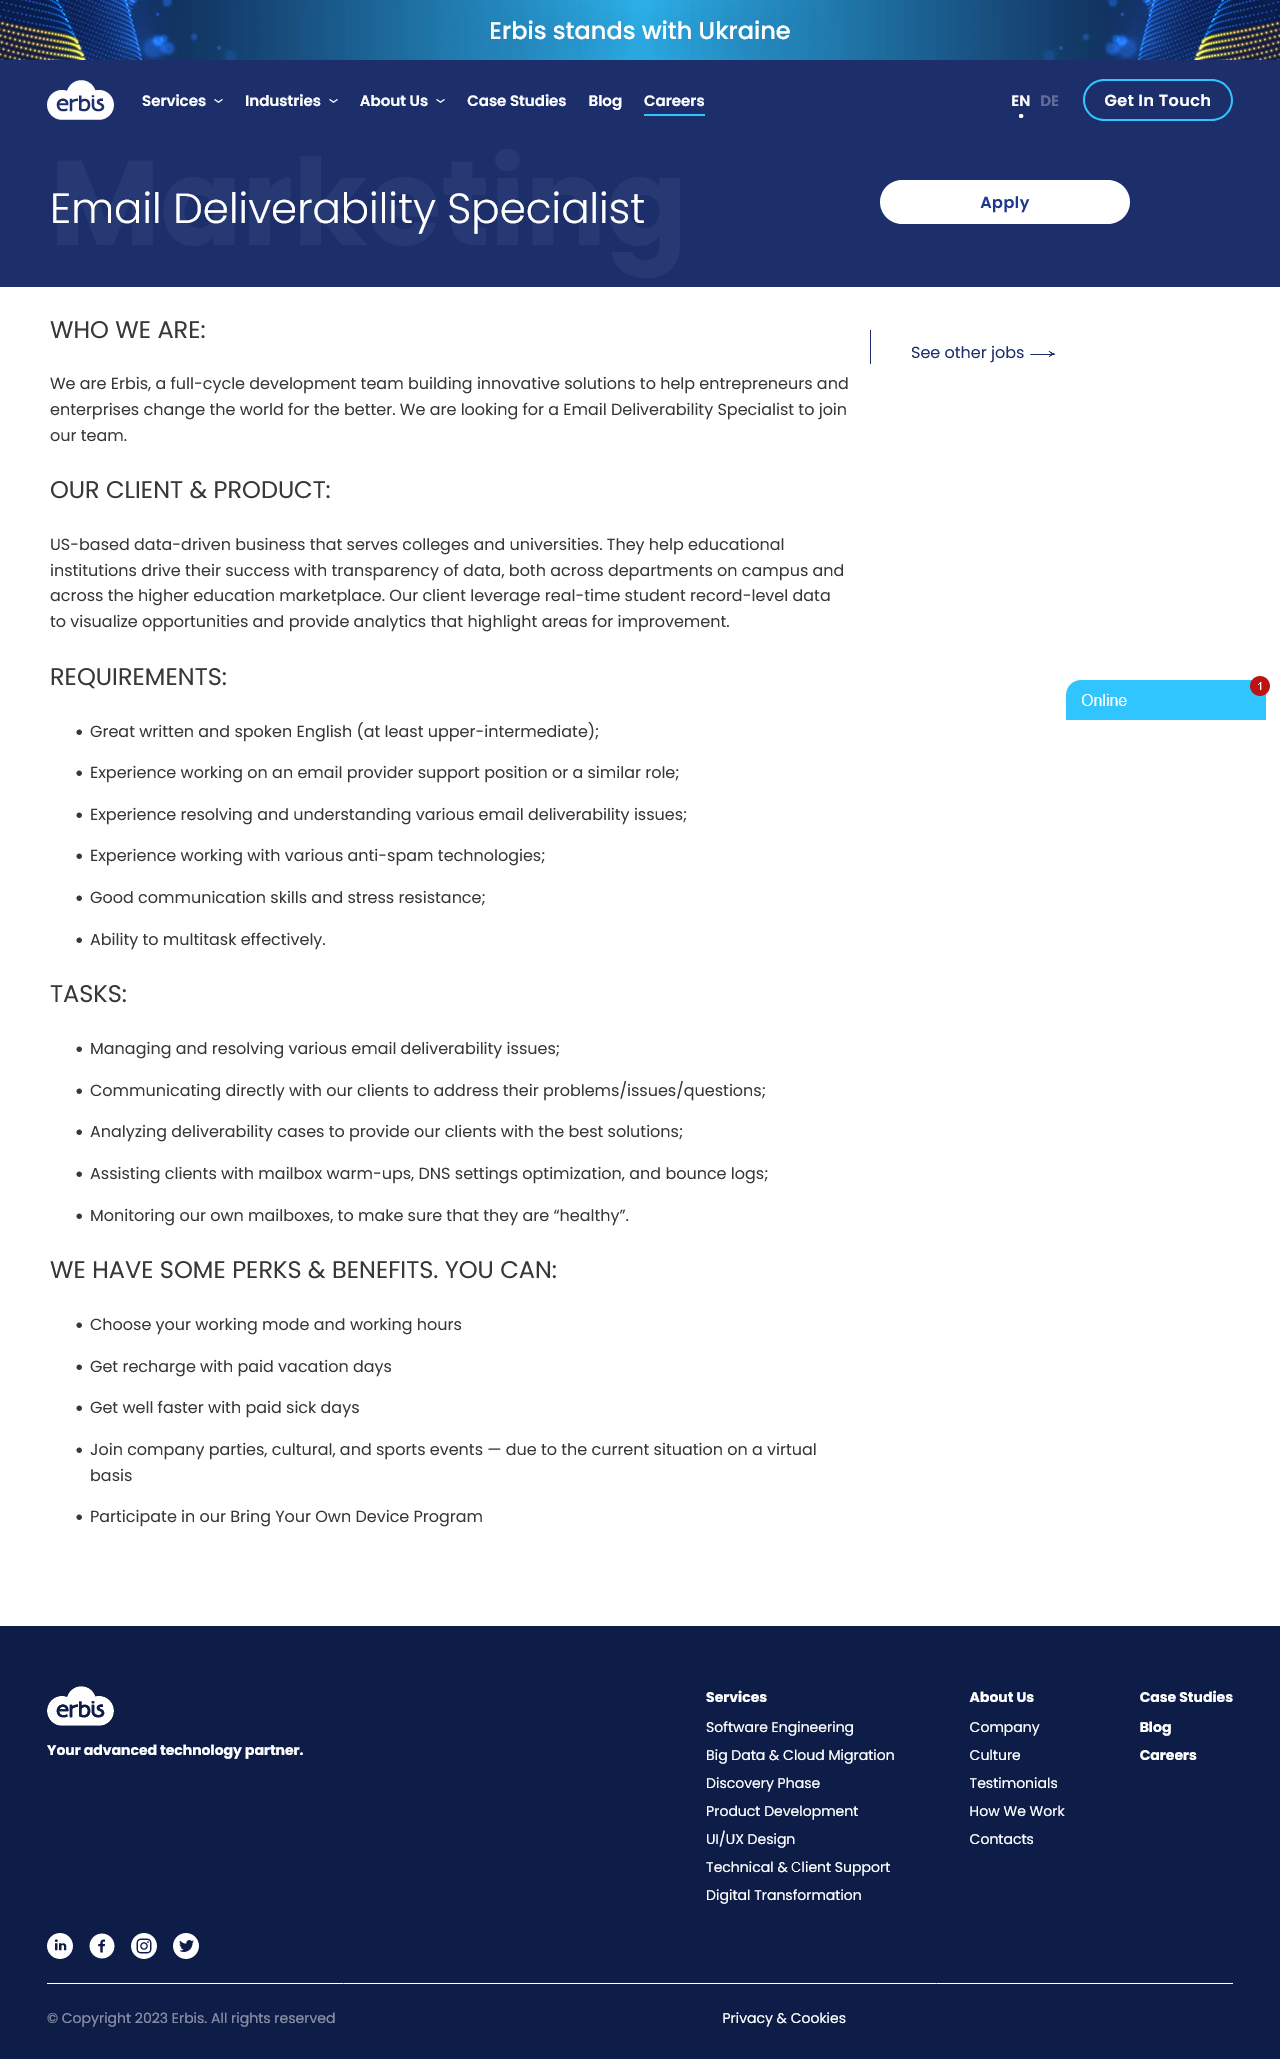 Erbis stands with Ukraine
erbis Services Industries About Us Case Studies Blog Careers EN DE Get In Touch
Marketing
Email Deliverability Specialist
Apply
WHO WE ARE:
See other jobs
We are Erbis, a full-cycle development team building innovative solutions to help entrepreneurs and
enterprises change the world for the better. We are looking for a Email Deliverability Specialist to join
our team.
OUR CLIENT & PRODUCT:
US-based data-driven business that serves colleges and universities. They help educational
institutions drive their success with transparency of data, both across departments on campus and
across the higher education marketplace. Our client leverage real-time student record-level data
to visualize opportunities and provide analytics that highlight areas for improvement.
REQUIREMENTS:
Online 1
• Great written and spoken English (at least upper-intermediate);
• Experience working on an email provider support position or a similar role;
• Experience resolving and understanding various email deliverability issues;
• Experience working with various anti-spam technologies;
• Good communication skills and stress resistance;
• Ability to multitask effectively.
TASKS:
• Managing and resolving various email deliverability issues;
• Communicating directly with our clients to address their problems/issues/questions;
• Analyzing deliverability cases to provide our clients with the best solutions;
• Assisting clients with mailbox warm-ups, DNS settings optimization, and bounce logs;
• Monitoring our own mailboxes, to make sure that they are “healthy”.
WE HAVE SOME PERKS & BENEFITS. YOU CAN:
• Choose your working mode and working hours
• Get recharge with paid vacation days
• Get well faster with paid sick days
• Join company parties, cultural, and sports events — due to the current situation on a virtual
basis
• Participate in our Bring Your Own Device Program
erbis
Your advanced technology partner.
Services
Software Engineering
Big Data & Cloud Migration
Discovery Phase
Product Development
UI/UX Design
Technical & Client Support
Digital Transformation
About Us
Company
Culture
Testimonials
How We Work
Contacts
Case Studies
Blog
Careers
in f
© Copyright 2023 Erbis. All rights reserved
Privacy & Cookies